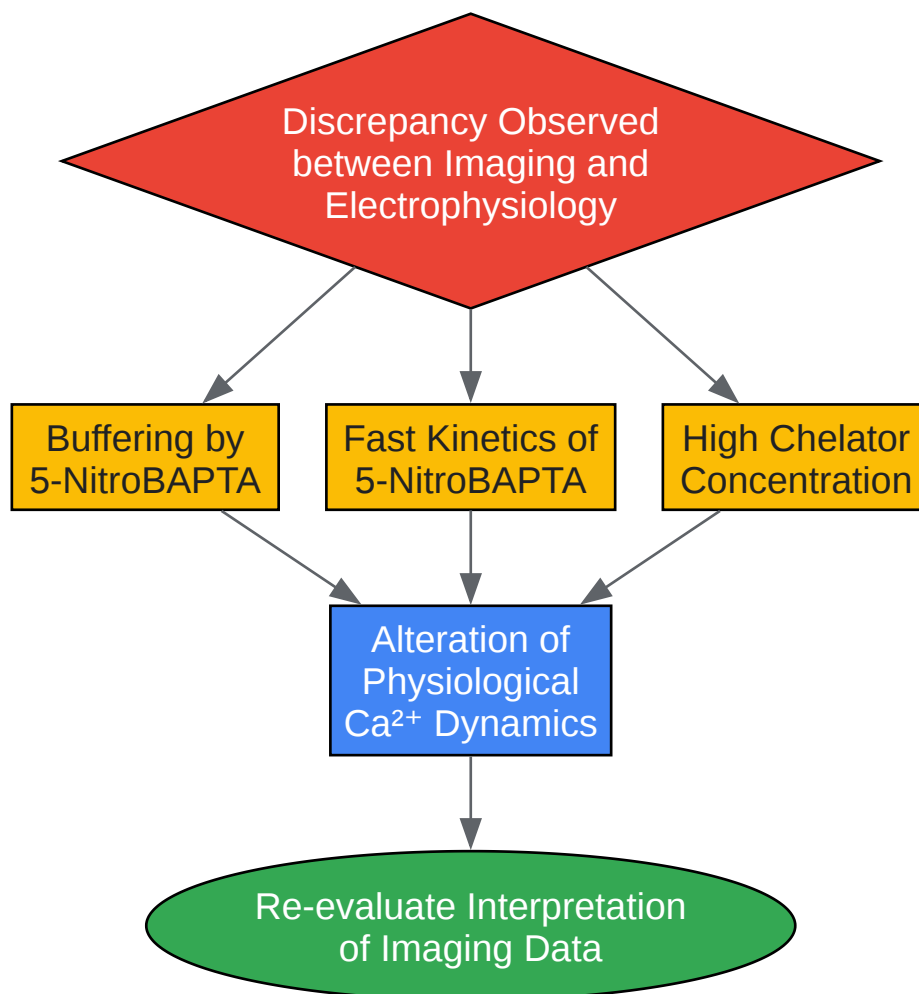 Discrepancy Observed
between Imaging and
Electrophysiology
Buffering by
5-NitroBAPTA
Fast Kinetics of
5-NitroBAPTA
High Chelator
Concentration
Alteration of
Physiological
Ca²⁺ Dynamics
Re-evaluate Interpretation
of Imaging Data